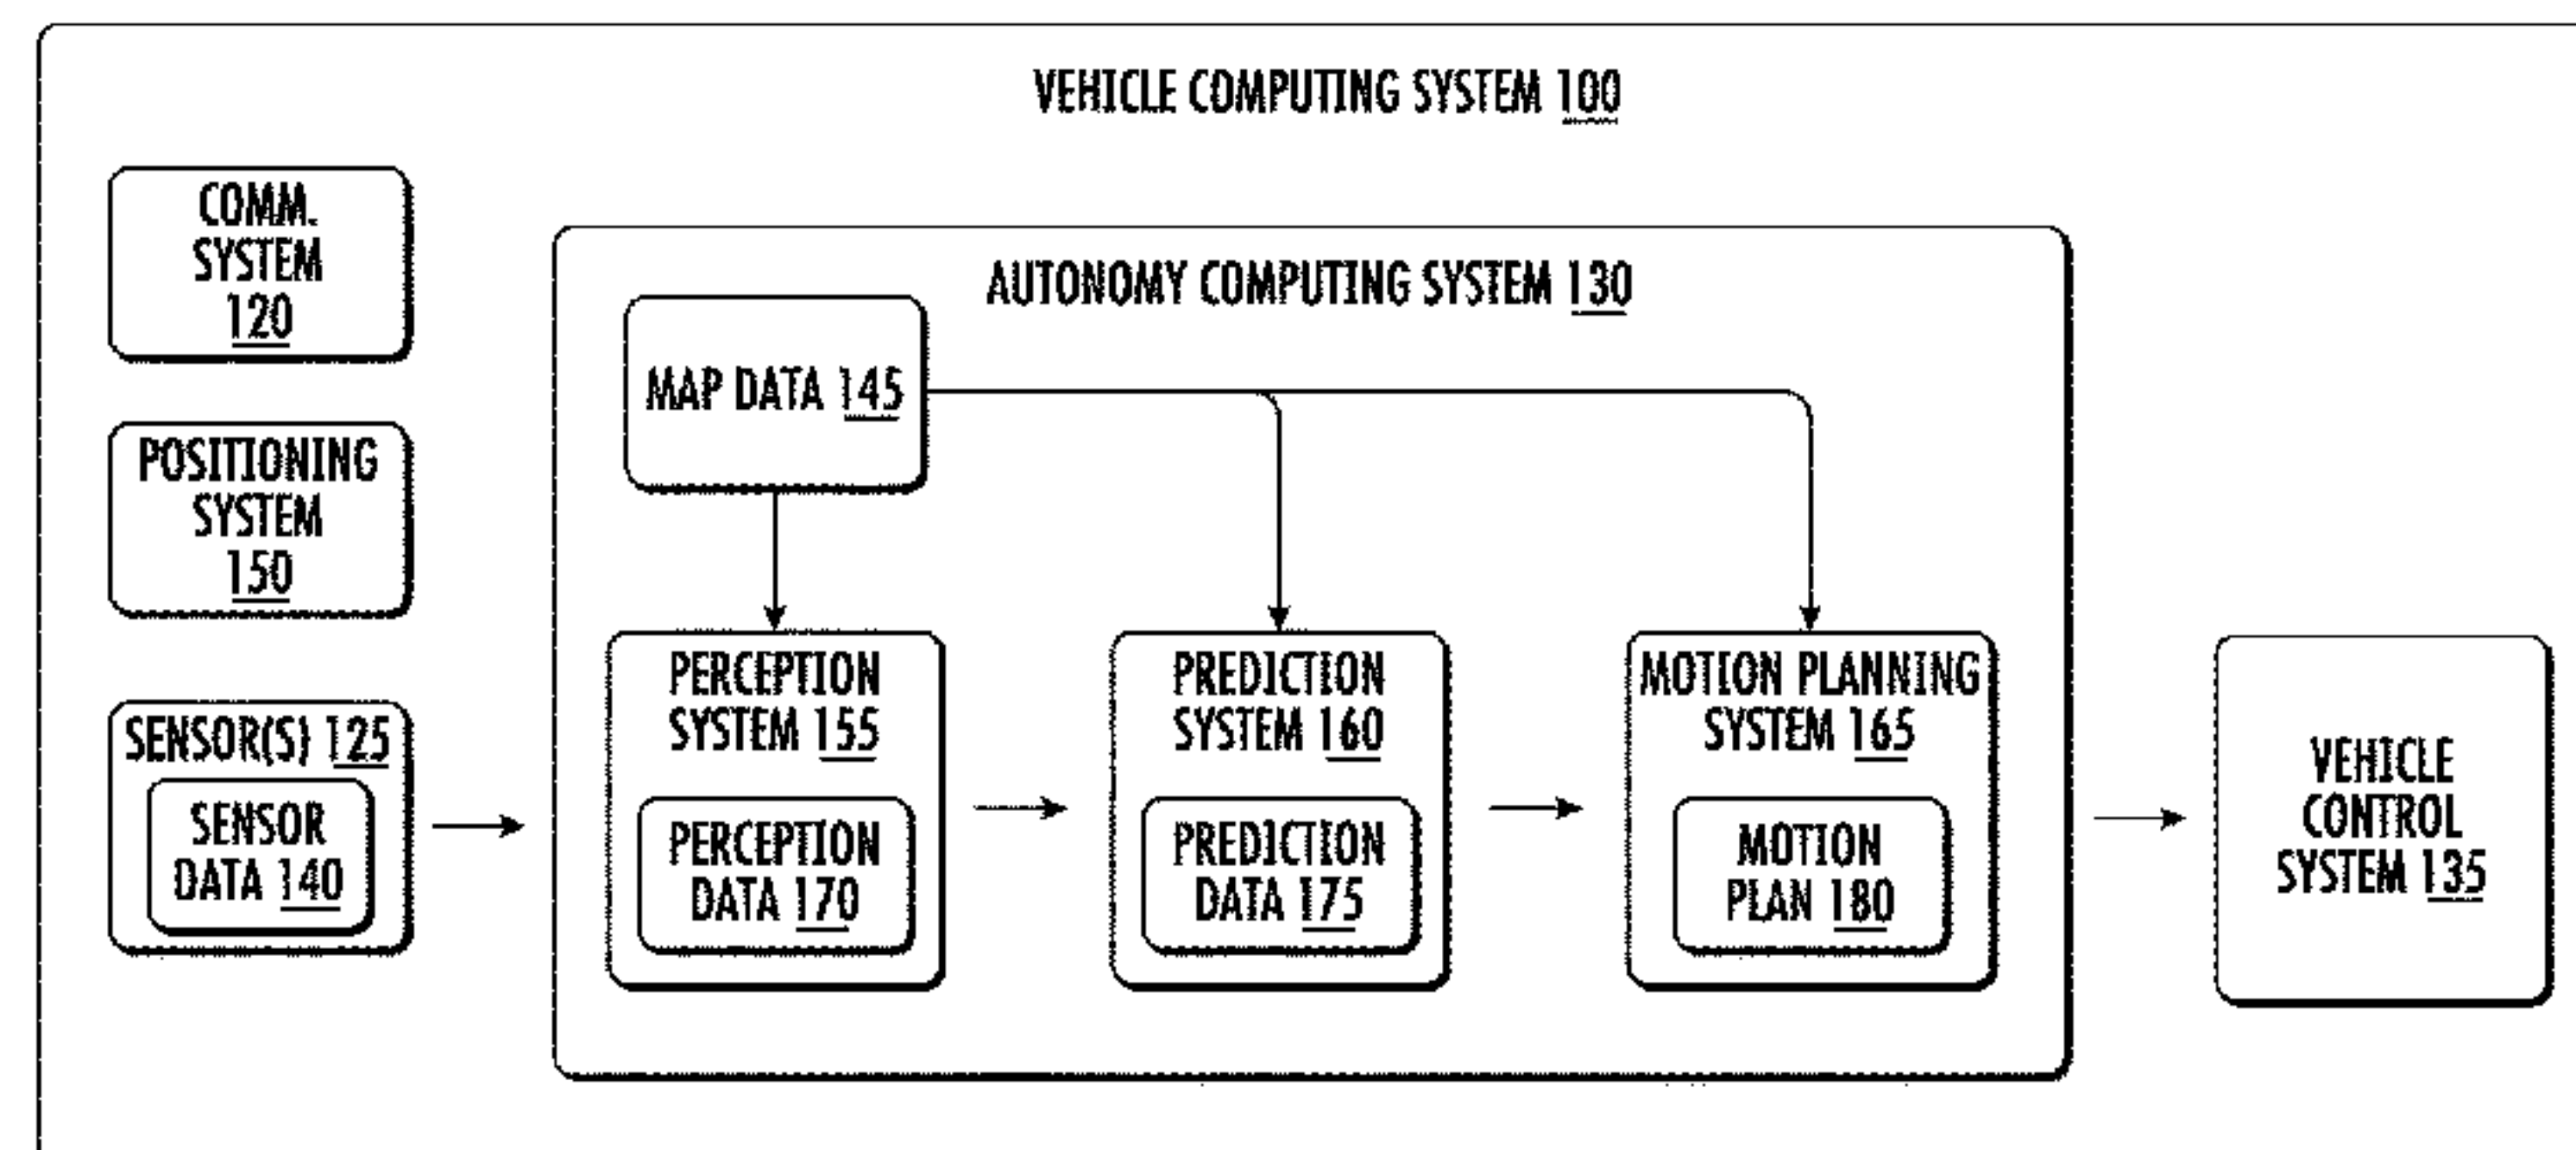 VEHICLE COMPUTING SYSTEM 100
COMM.
SYSTEM
120
POSITIONING
SYSTEM
150
SENSOR(S) 125
SENSOR
DATA 140
AUTONOMY COMPUTING SYSTEM 130
MAP DATA 145
PERCEPTION
SYSTEM 155
PERCEPTION
DATA 170
PREDICTION
SYSTEM 160
PREDICTION
DATA 175
MOTION PLANNING
SYSTEM 165
MOTION
PLAN 180
VEHICLE
CONTROL
SYSTEM 135